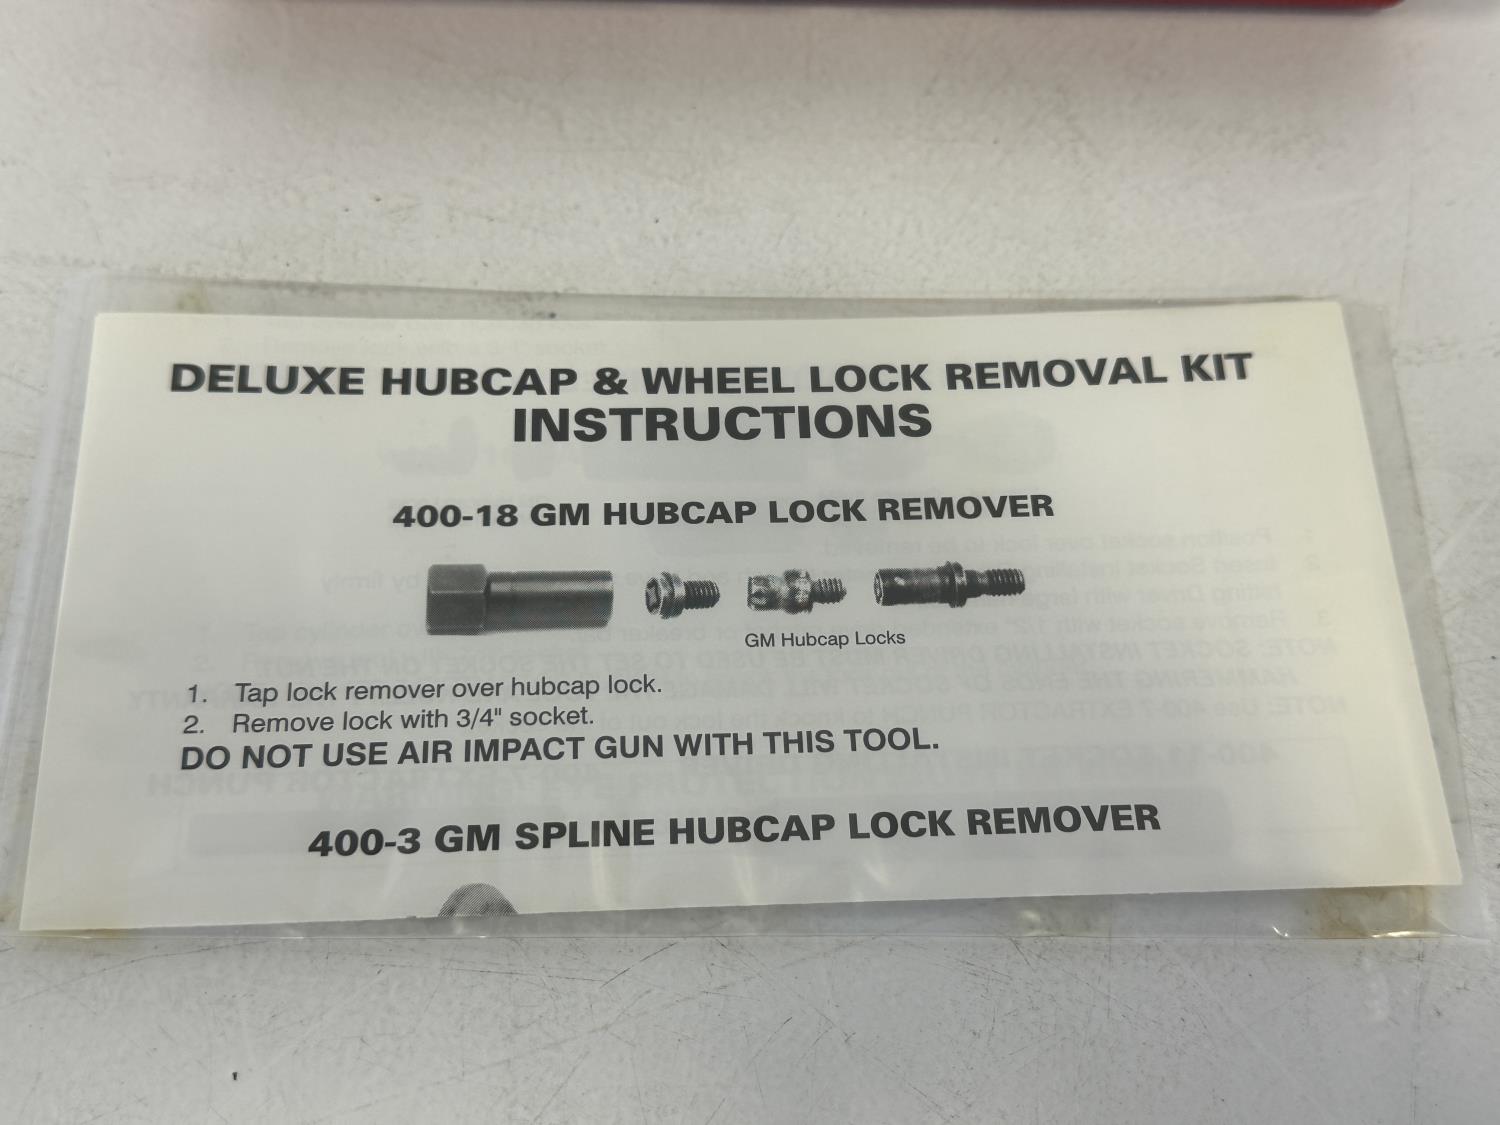 DELUXE HUBCAP & WHEEL LOCK REMOVAL KIT
INSTRUCTIONS
400-18 GM HUBCAP LOCK REMOVER
GM Hubcap Locks
1. Tap lock remover over hubcap lock.
2. Remove lock with 3/4" socket.
DO NOT USE AIR IMPACT GUN WITH THIS TOOL.
400-3 GM SPLINE HUBCAP LOCK REMOVER